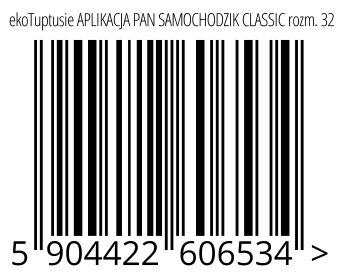 ekoTuptusie APLIKACJA PAN SAMOCHODZIK CLASSIC rozm. 32
5 904422 606534 >